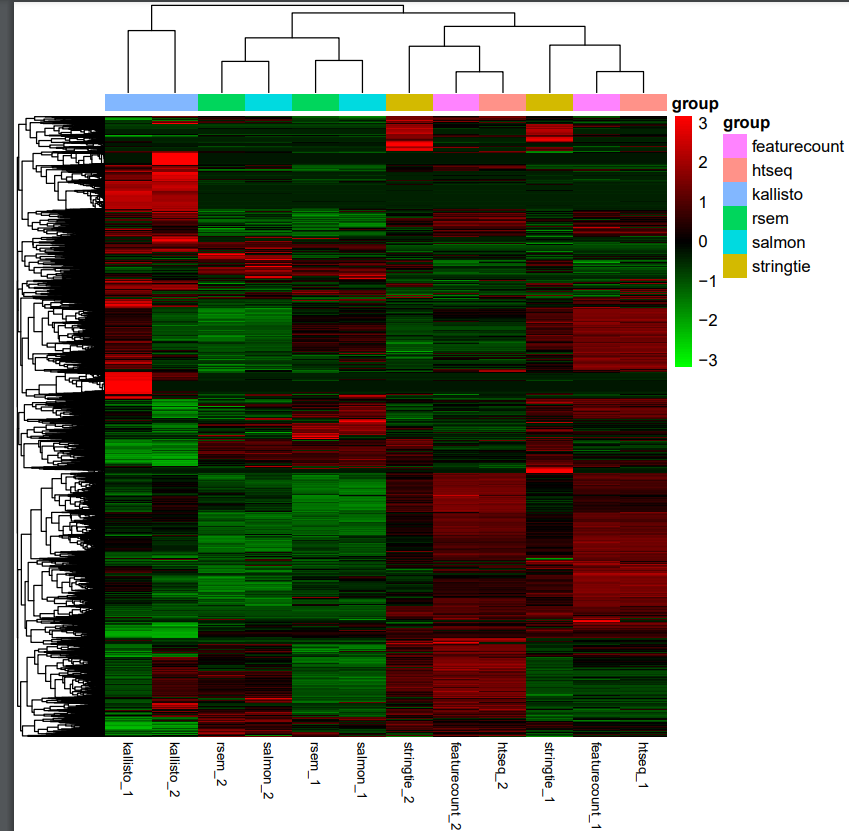 group
3
2
1
0
−1
−2
−3
group
featurecount
htseq
kallisto
rsem
salmon
stringtie
kallisto_1
kallisto_2
rsem_2
salmon_2
rsem_1
salmon_1
stringtie_2
featurecount_2
htseq_2
stringtie_1
featurecount_1
htseq_1